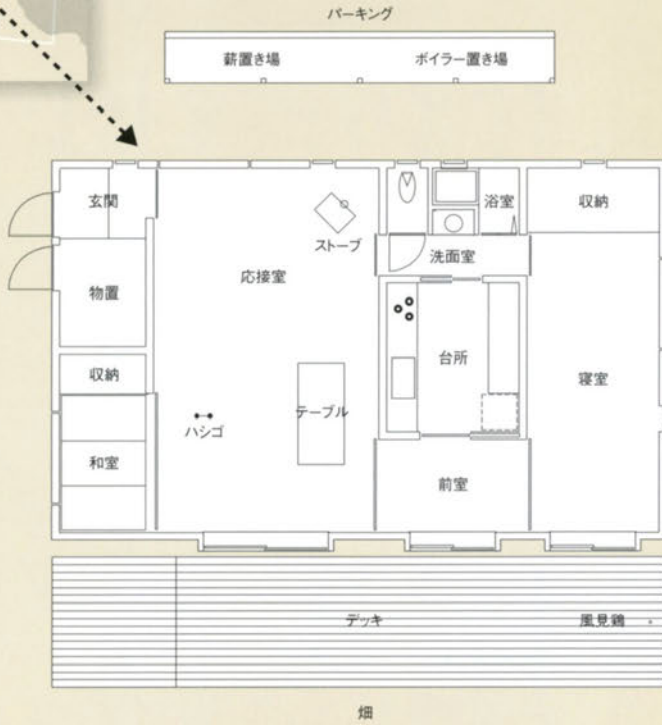 パーキング
薪置き場
ボイラー置き場
玄関
浴室
収納
ストーブ
洗面室
応接室
物置
台所
収納
寝室
テーブル
ハシゴ
和室
前室
デッキ
風見鶏
畑